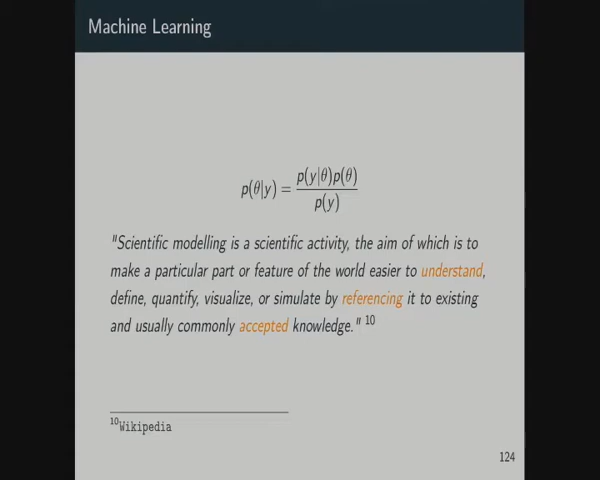 Machine Learning
p(θ|y) = p(y|θ)p(θ) / p(y)
"Scientific modelling is a scientific activity, the aim of which is to
make a particular part or feature of the world easier to understand,
define, quantify, visualize, or simulate by referencing it to existing
and usually commonly accepted knowledge." 10
10Wikipedia
124